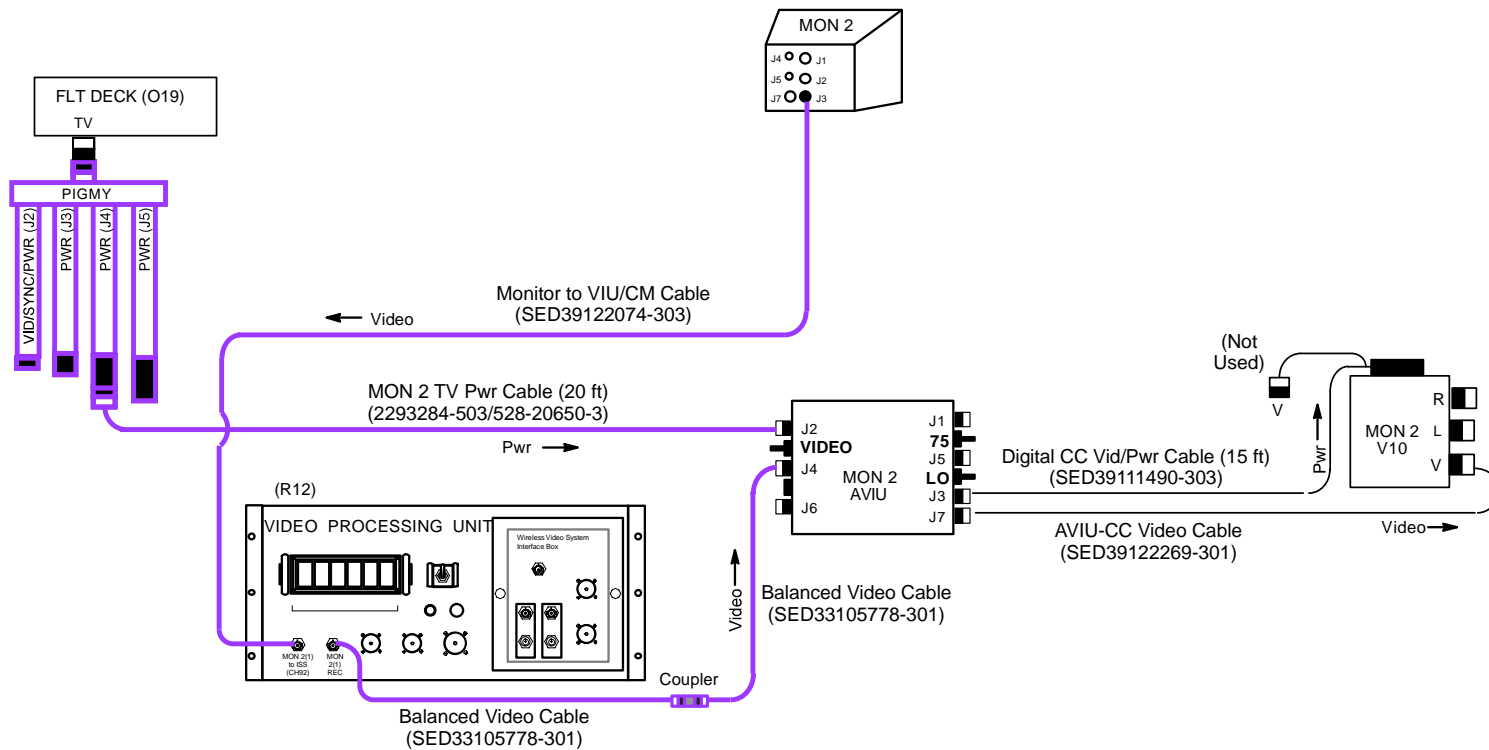 MON 2
J4 J1
J5 J2
J7 J3
FLT DECK (O19)
TV
PIGMY
VID/SYNC/PWR (J2)
PWR (J3)
PWR (J4)
PWR (J5)
Monitor to VIU/CM Cable
(SED39122074-303)
Video
MON 2 TV Pwr Cable (20 ft)
(2293284-503/528-20650-3)
Pwr
(Not
Used)
V
J2
VIDEO
J4
J6
MON 2
AVIU
J1
75
J5
LO
J3
J7
Digital CC Vid/Pwr Cable (15 ft)
(SED39111490-303)
Pwr
R
L
V
MON 2
V10
AVIU-CC Video Cable
(SED39122269-301)
Video
(R12)
VIDEO PROCESSING UNIT
Wireless Video System
Interface Box
MON 2(1)
to ISS
(CH92)
MON
2(1)
REC
Video
Balanced Video Cable
(SED33105778-301)
Coupler
Balanced Video Cable
(SED33105778-301)